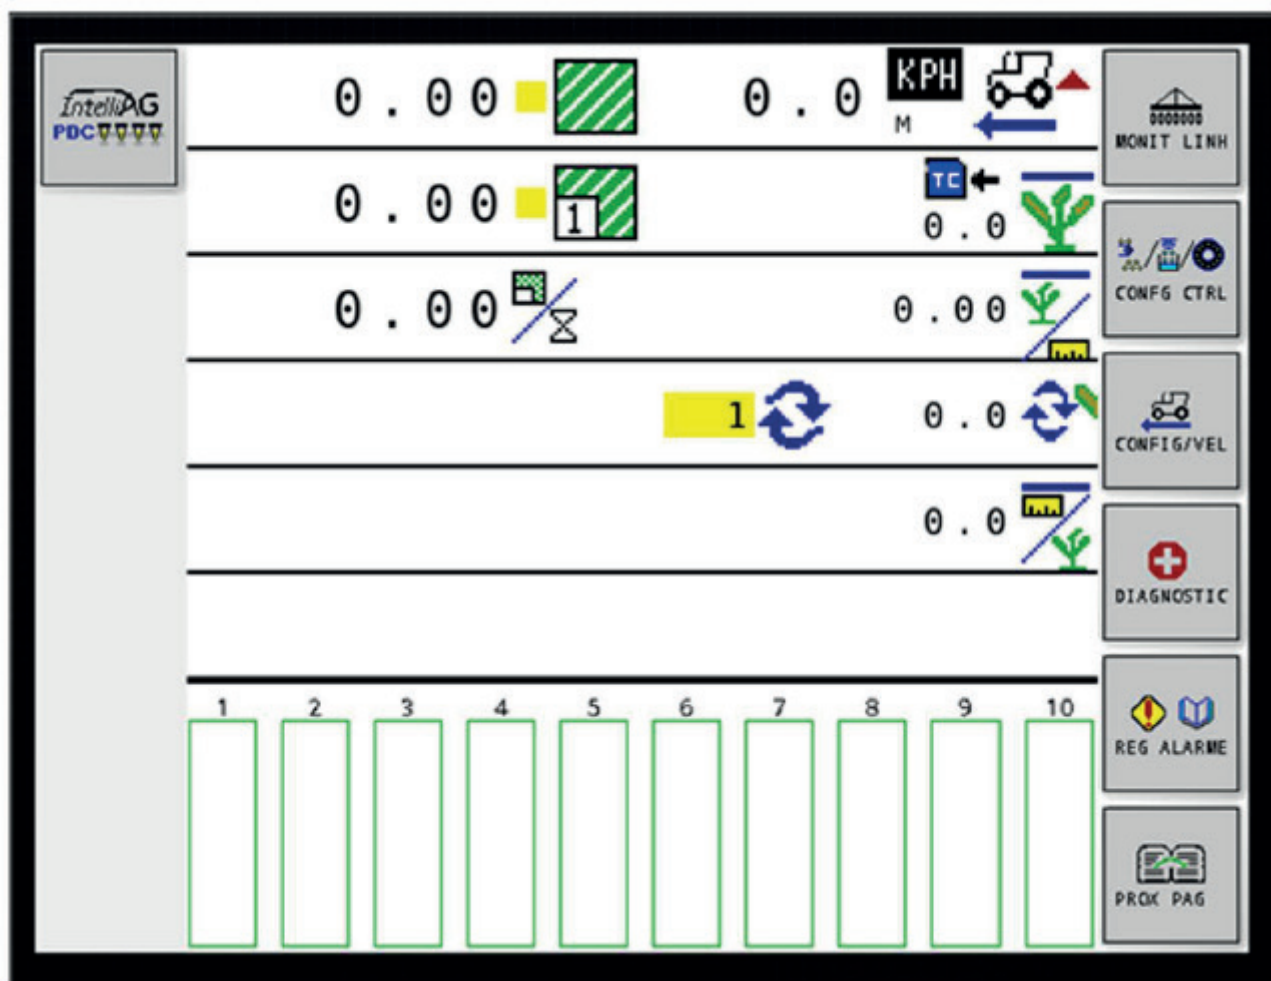 IntelliAG
PDC
0.00
0.0
KPH
M
MONIT LINH
0.00
1
TC
0.0
CONFG CTRL
0.00
0.00
1
0.0
CONFIG/VEL
0.0
DIAGNOSTIC
1 2 3 4 5 6 7 8 9 10
REG ALARME
PROX PAG